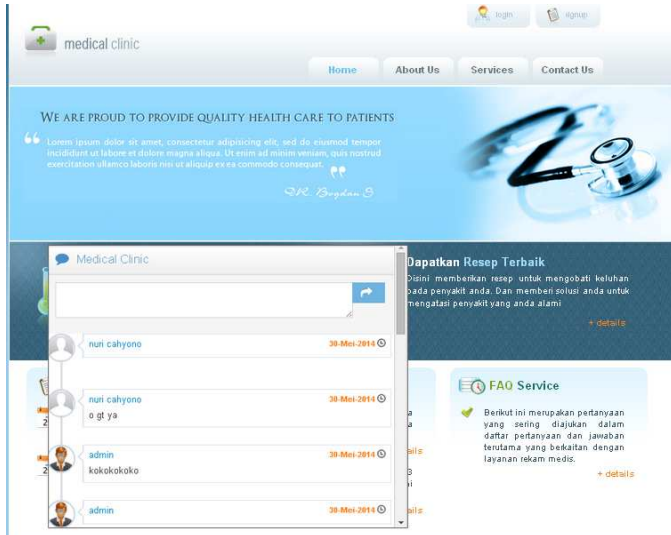 login
signup
medical clinic
Home
About Us
Services
Contact Us
WE ARE PROUD TO PROVIDE QUALITY HEALTH CARE TO PATIENTS
Lorem ipsum dolor sit amet, consectetur adipiticing elit, sed do eiusmod tempor
incididunt ut labore et dolore magna aliqua. Ut enim ad minim veniam, quis nostrud
exercitation ullamco laboris nisi ut aliquip ex ea commodo consequat.
DR. Bogdan S
Medical Clinic
nuri cahyono
30-Mei-2014
nuri cahyono
30-Mei-2014
o gt ya
admin
30-Mei-2014
kokokokoko
admin
30-Mei-2014
Dapatkan Resep Terbaik
Disini memberikan resep untuk mengobati keluhan
pada penyakit anda. Dan memberi solusi anda untuk
mengatasi penyakit yang anda alami
+ details
FAQ Service
Berikut ini merupakan pertanyaan
yang sering diajukan dalam
daftar pertanyaan dan jawaban
terutama yang berkaitan dengan
layanan rekam medis.
+ details